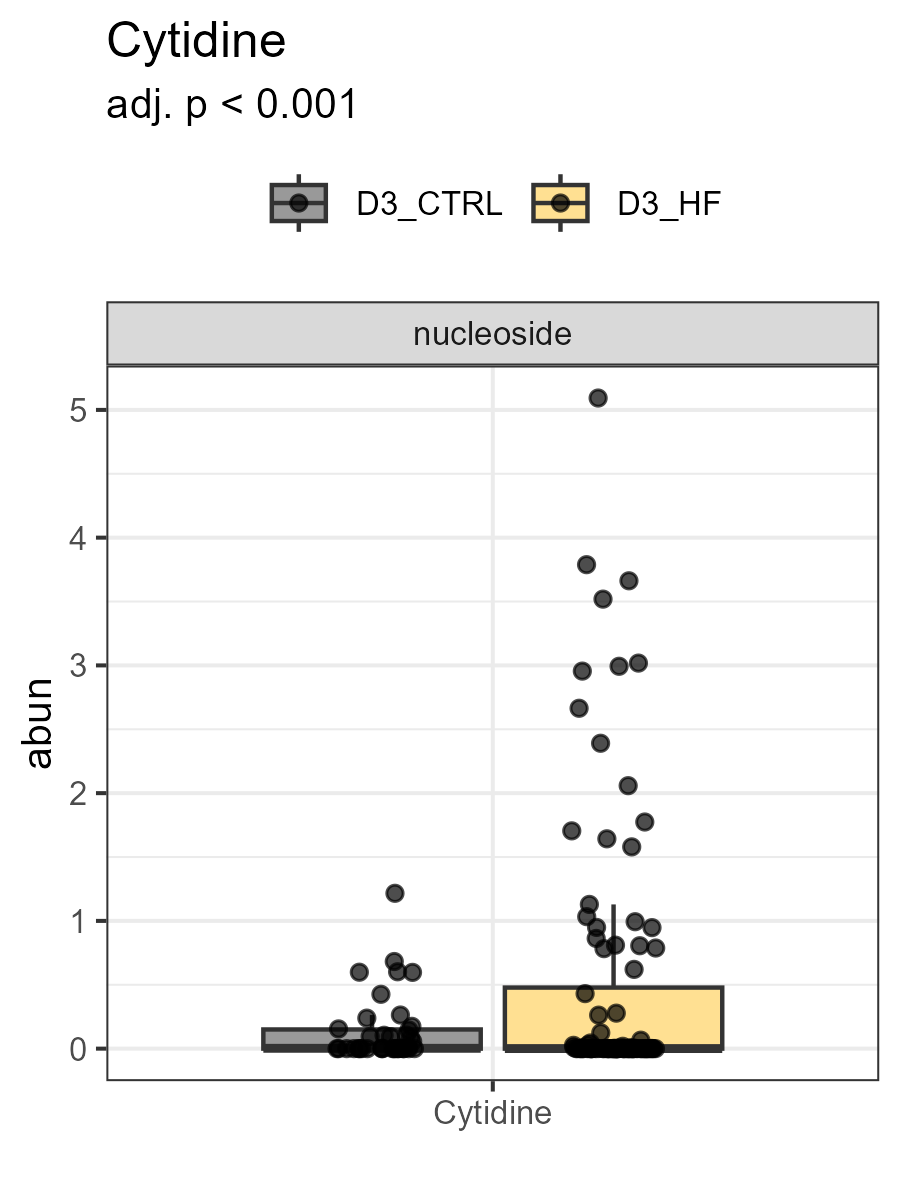 Cytidine
adj. p < 0.001
D3_CTRL D3_HF
nucleoside
5
4
3
2
1
0
abun
Cytidine